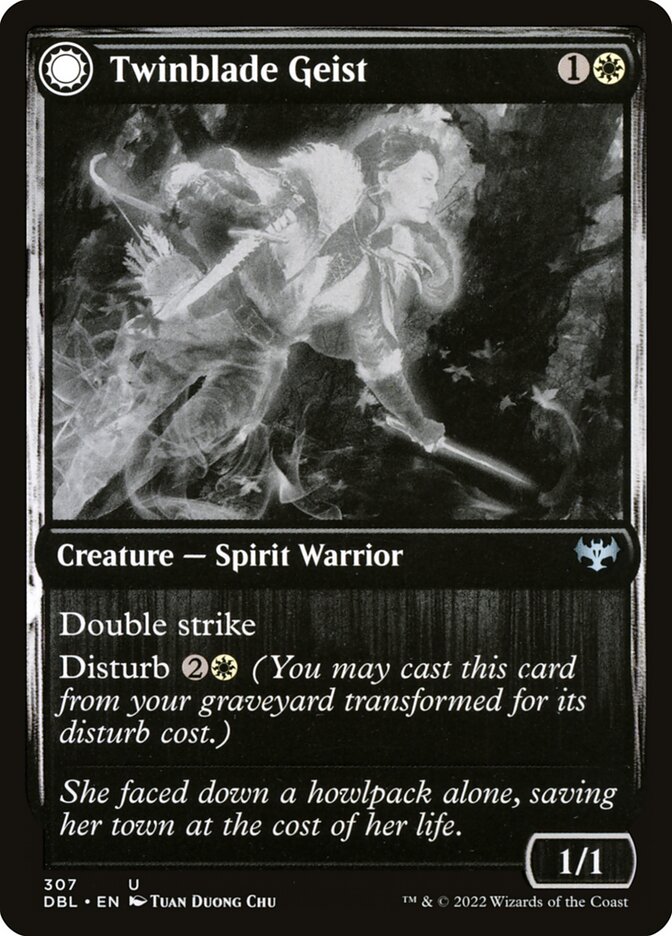 Twinblade Geist 1
Creature — Spirit Warrior
Double strike
Disturb 2 (You may cast this card
from your graveyard transformed for its
disturb cost.)
She faced down a howlpack alone, saving
her town at the cost of her life.
1/1
307 U
DBL • EN Tuan Duong Chu
™ & © 2022 Wizards of the Coast